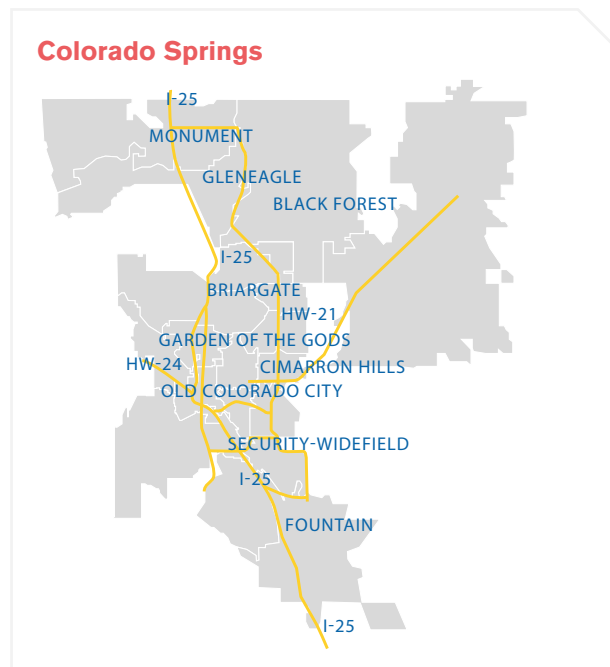 Colorado Springs
I-25
MONUMENT
GLENEAGLE
BLACK FOREST
I-25
BRIARGATE
HW-21
GARDEN OF THE GODS
HW-24
CIMARRON HILLS
OLD COLORADO CITY
SECURITY-WIDEFIELD
I-25
FOUNTAIN
I-25